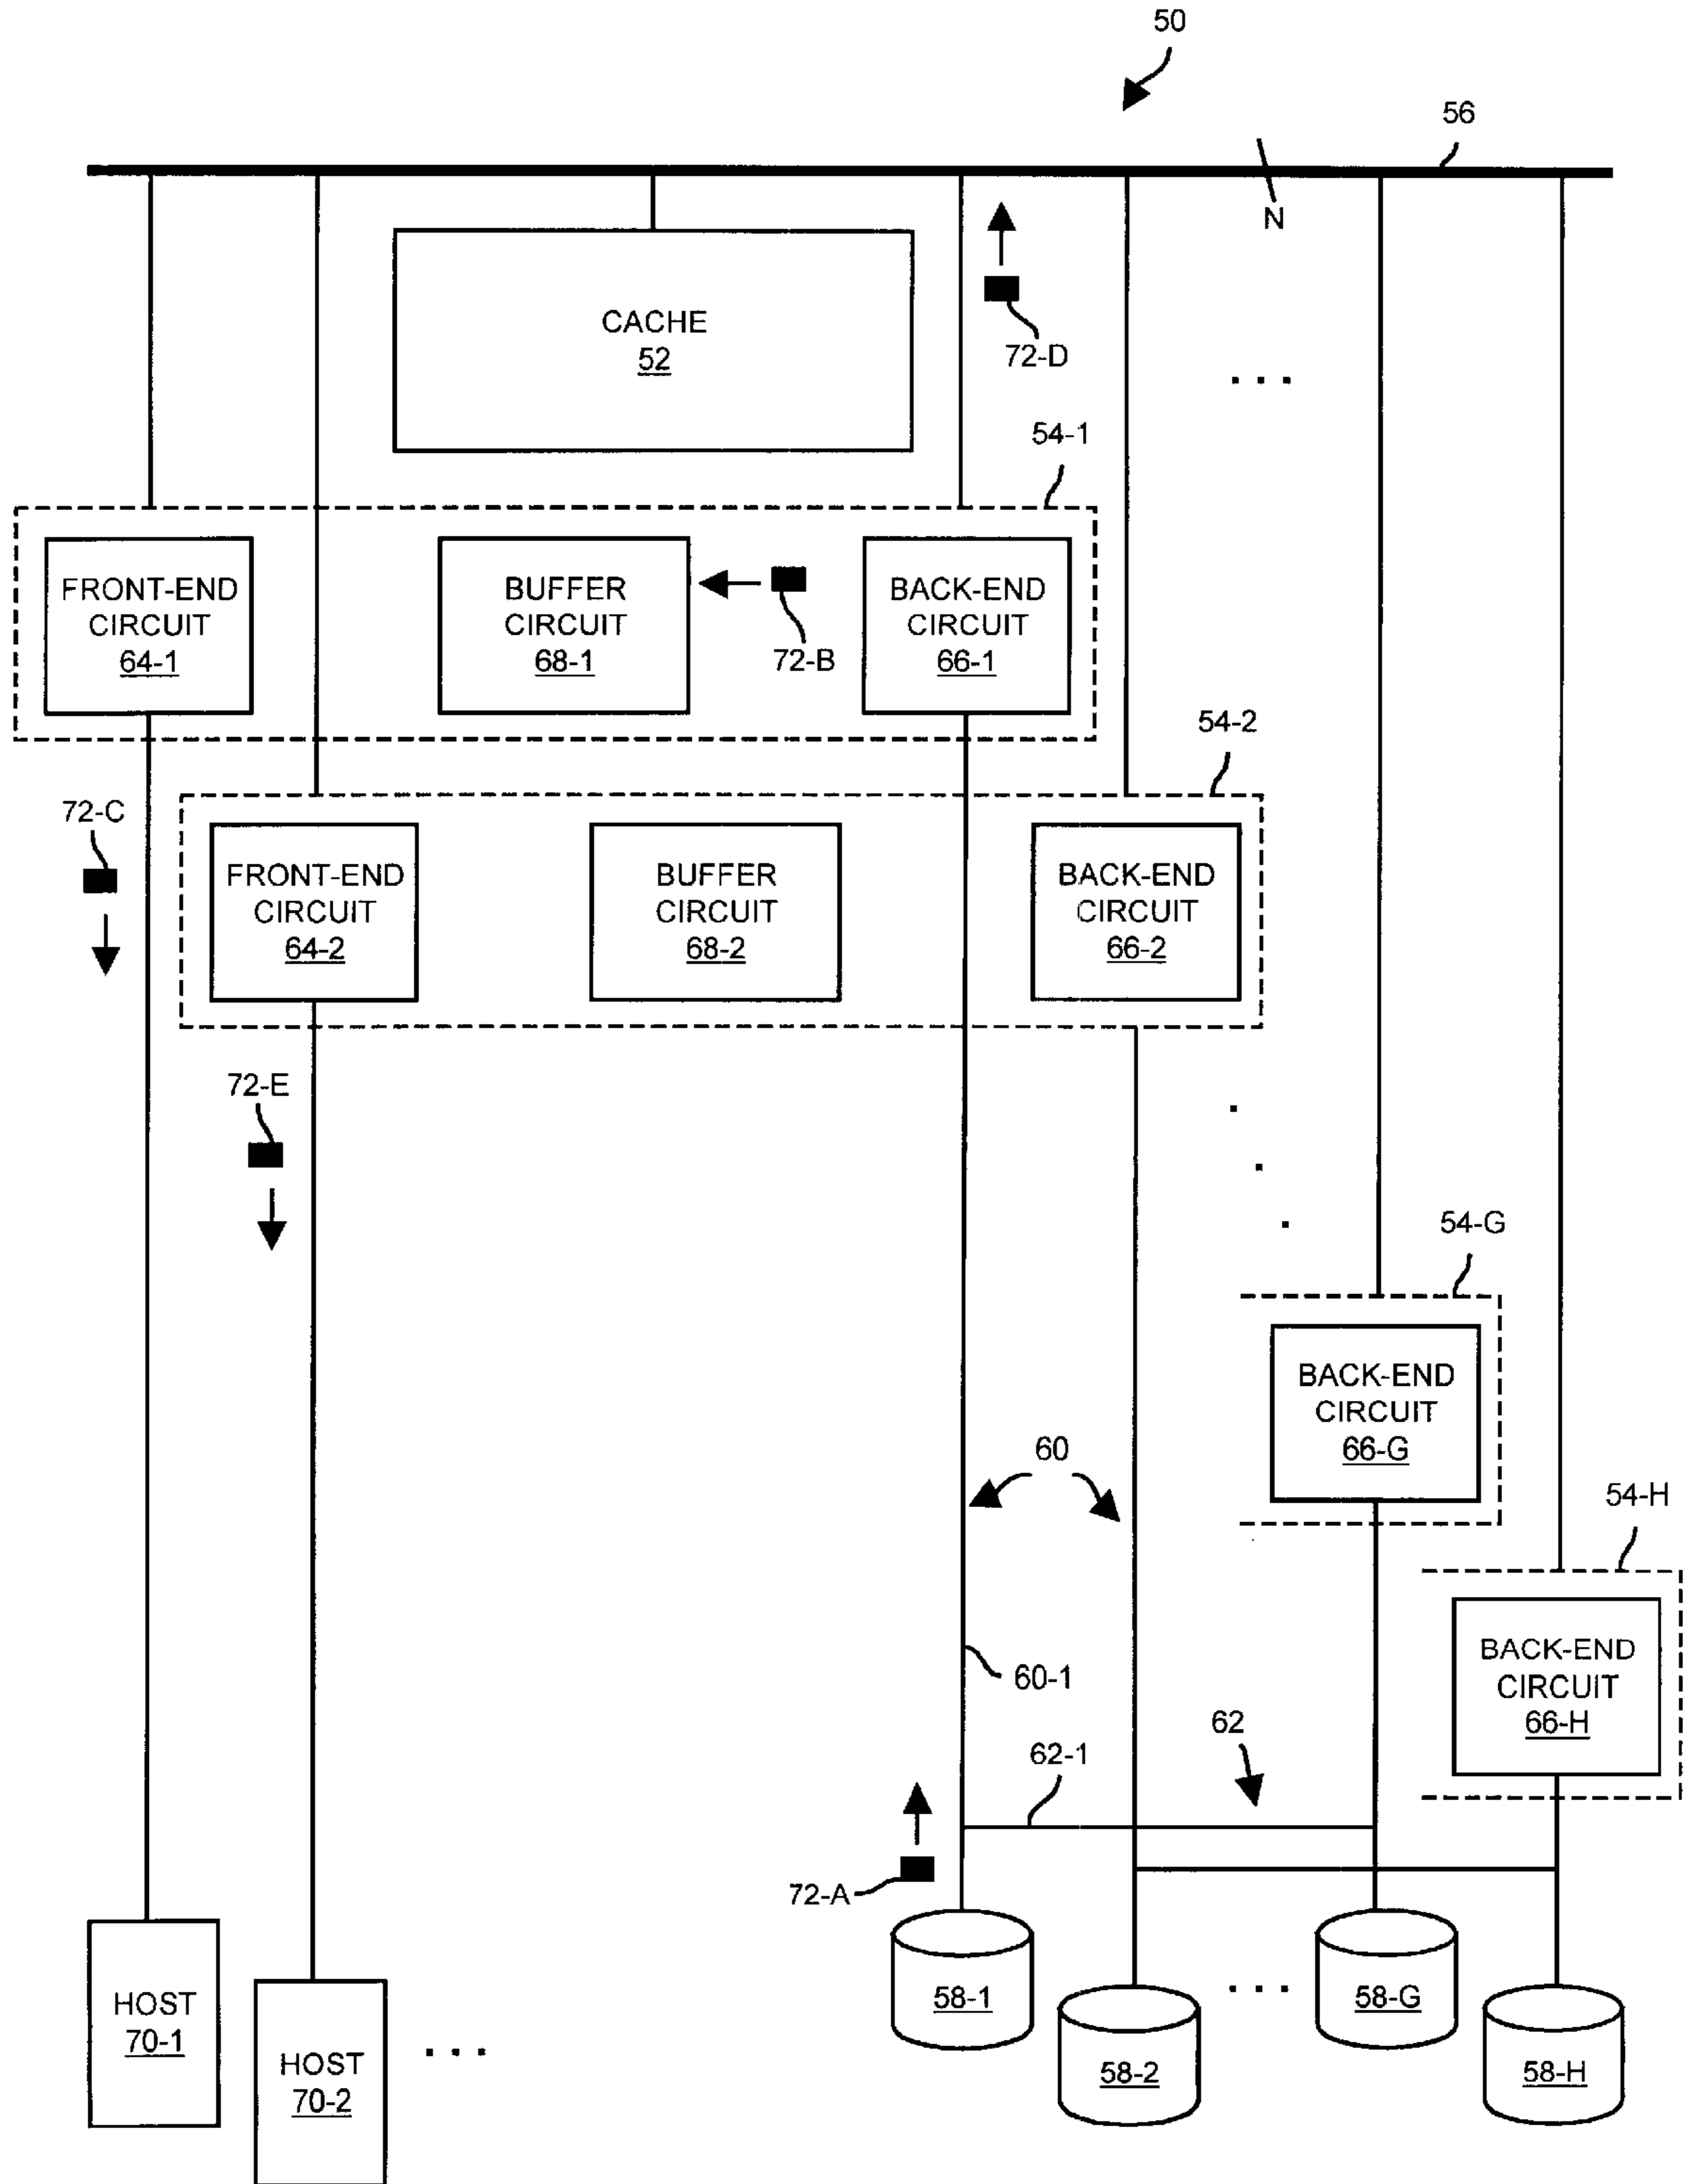 50
56
N
CACHE
52
72-D
. . .
54-1
FRONT-END
CIRCUIT
64-1
BUFFER
CIRCUIT
68-1
72-B
BACK-END
CIRCUIT
66-1
54-2
72-C
FRONT-END
CIRCUIT
64-2
BUFFER
CIRCUIT
68-2
BACK-END
CIRCUIT
66-2
72-E
54-G
BACK-END
CIRCUIT
66-G
60
54-H
BACK-END
CIRCUIT
66-H
60-1
62
62-1
72-A
HOST
70-1
HOST
70-2
. . .
58-1
58-2
. . .
58-G
58-H